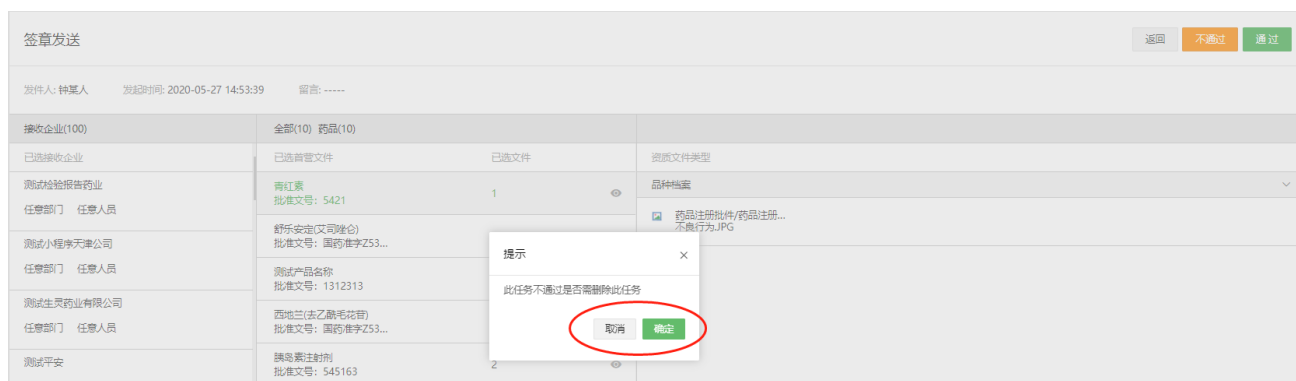 签章发送
返回
不通过
通过
发件人: 钟某人
发起时间: 2020-05-27 14:53:39
留言: -----
接收企业(100)
全部(10) 药品(10)
已选接收企业
已选首营文件
已选文件
资质文件类型
测试检验报告药业
任意部门 任意人员
青红素
批准文号：5421
1
品种档案
药品注册批件/药品注册...
不良行为.JPG
测试小程序天津公司
任意部门 任意人员
舒乐安定(艾司唑仑)
批准文号：国药准字Z53...
测试产品名称
批准文号：1312313
测试生灵药业有限公司
任意部门 任意人员
西地兰(去乙酰毛花苷)
批准文号：国药准字Z53...
测试平安
胰岛素注射剂
批准文号：545163
2
提示
×
此任务不通过是否需删除此任务
取消
确定